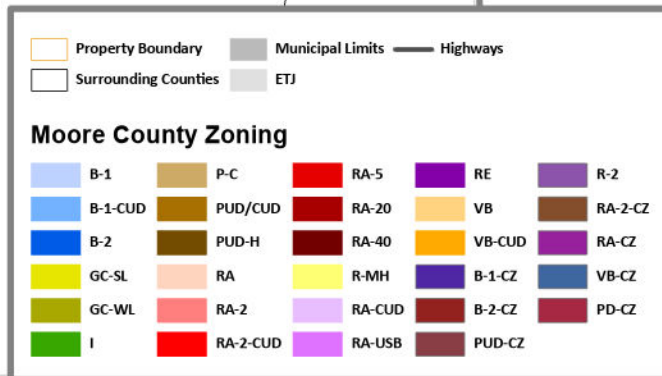 Property Boundary Municipal Limits Highways
Surrounding Counties ETJ
Moore County Zoning
B-1 P-C RA-5 RE R-2
B-1-CUD PUD/CUD RA-20 VB RA-2-CZ
B-2 PUD-H RA-40 VB-CUD RA-CZ
GC-SL RA R-MH B-1-CZ VB-CZ
GC-WL RA-2 RA-CUD B-2-CZ PD-CZ
I RA-2-CUD RA-USB PUD-CZ